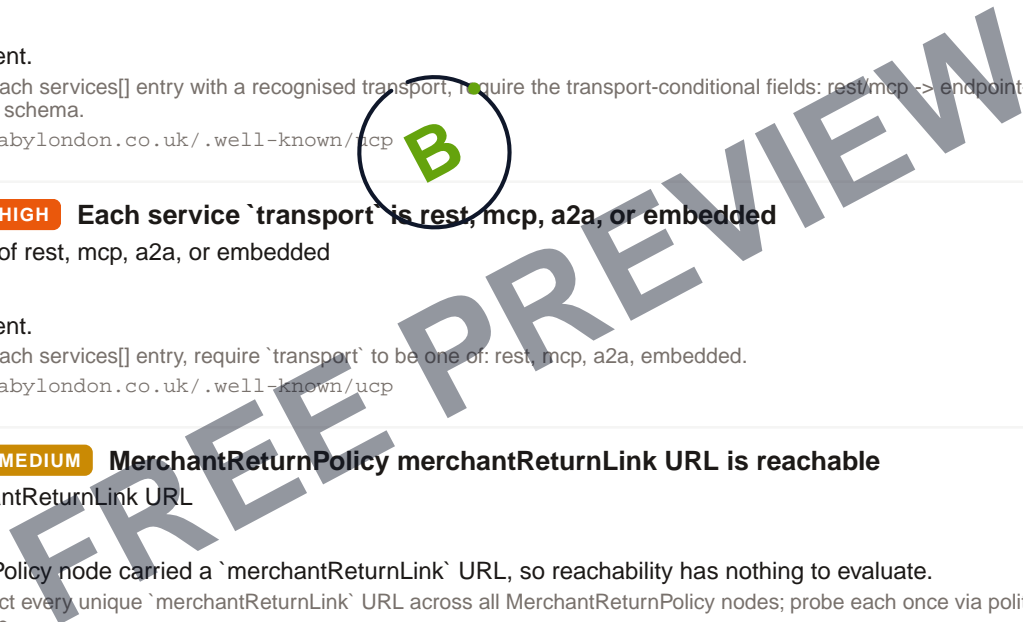 ent.
ach services[] entry with a recognised transport, require the transport-conditional fields: rest/mcp -> endpoint
schema.
abylondon.co.uk/.well-known/ucp
B
HIGH Each service `transport` is rest, mcp, a2a, or embedded
of rest, mcp, a2a, or embedded
ent.
ach services[] entry, require `transport` to be one of: rest, mcp, a2a, embedded.
abylondon.co.uk/.well-known/ucp
MEDIUM MerchantReturnPolicy merchantReturnLink URL is reachable
antReturnLink URL
Policy node carried a `merchantReturnLink` URL, so reachability has nothing to evaluate.
ct every unique `merchantReturnLink` URL across all MerchantReturnPolicy nodes; probe each once via poli
FREE PREVIEW